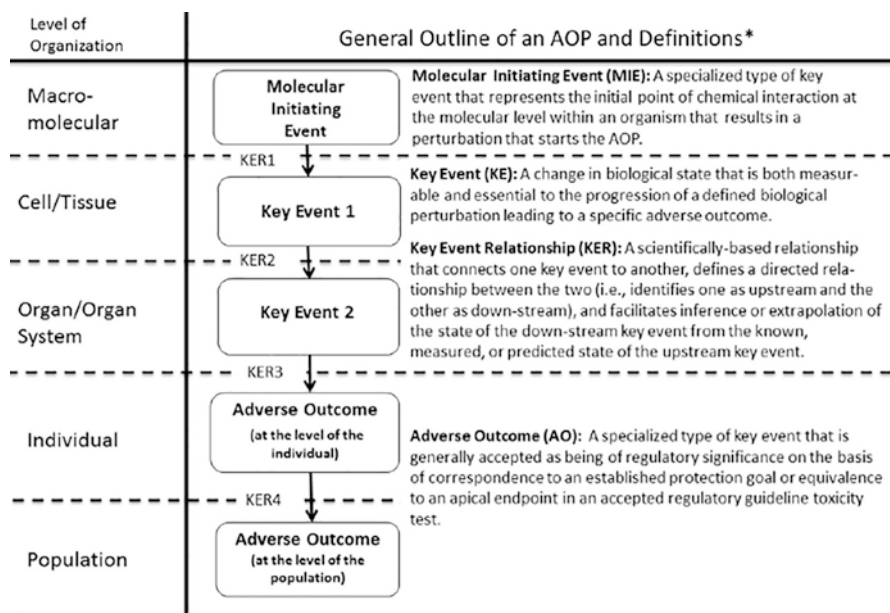 Level of
Organization
General Outline of an AOP and Definitions*
Macro-
molecular
Molecular
Initiating
Event
Molecular Initiating Event (MIE): A specialized type of key
event that represents the initial point of chemical interaction at
the molecular level within an organism that results in a
perturbation that starts the AOP.
KER1
Cell/Tissue
Key Event 1
Key Event (KE): A change in biological state that is both measur-
able and essential to the progression of a defined biological
perturbation leading to a specific adverse outcome.
KER2
Organ/Organ
System
Key Event 2
Key Event Relationship (KER): A scientifically-based relationship
that connects one key event to another, defines a directed rela-
tionship between the two (i.e., identifies one as upstream and the
other as down-stream), and facilitates inference or extrapolation of
the state of the down-stream key event from the known,
measured, or predicted state of the upstream key event.
KER3
Individual
Adverse Outcome
(at the level of the
individual)
Adverse Outcome (AO): A specialized type of key event that is
generally accepted as being of regulatory significance on the basis
of correspondence to an established protection goal or equivalence
to an apical endpoint in an accepted regulatory guideline toxicity
test.
KER4
Population
Adverse Outcome
(at the level of the
population)